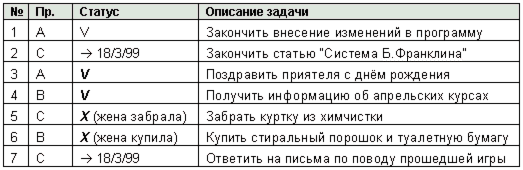 № Пр. Статус Описание задачи
1 A V Закончить внесение изменений в программу
2 C → 18/3/99 Закончить статью "Система Б.Франклина"
3 A V Поздравить приятеля с днём рождения
4 B V Получить информацию об апрельских курсах
5 C X (жена забрала) Забрать куртку из химчистки
6 B X (жена купила) Купить стиральный порошок и туалетную бумагу
7 C → 18/3/99 Ответить на письма по поводу прошедшей игры